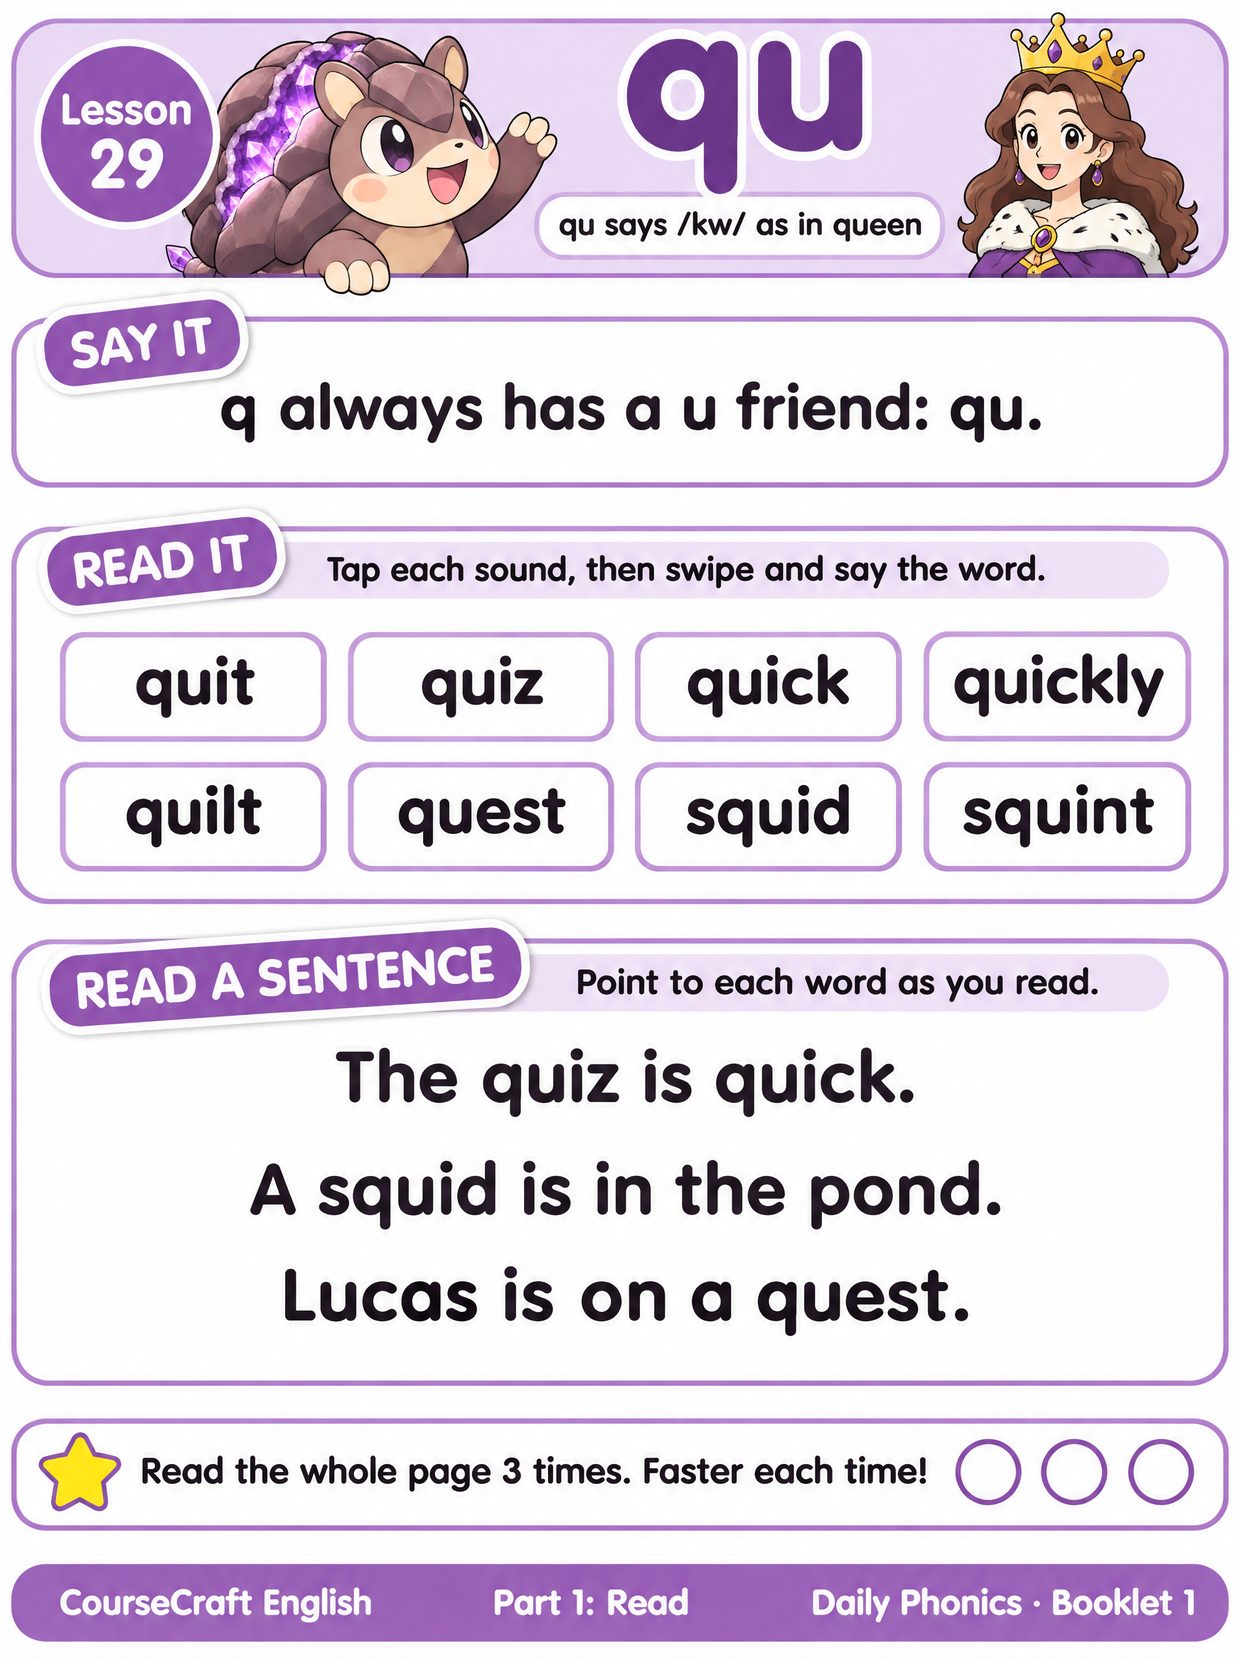 Lesson
29
qu
qu says /kw/ as in queen
SAY IT
q always has a u friend: qu.
READ IT
Tap each sound, then swipe and say the word.
quit quiz quick quickly
quilt quest squid squint
READ A SENTENCE
Point to each word as you read.
The quiz is quick.
A squid is in the pond.
Lucas is on a quest.
Read the whole page 3 times. Faster each time!
CourseCraft English Part 1: Read Daily Phonics · Booklet 1